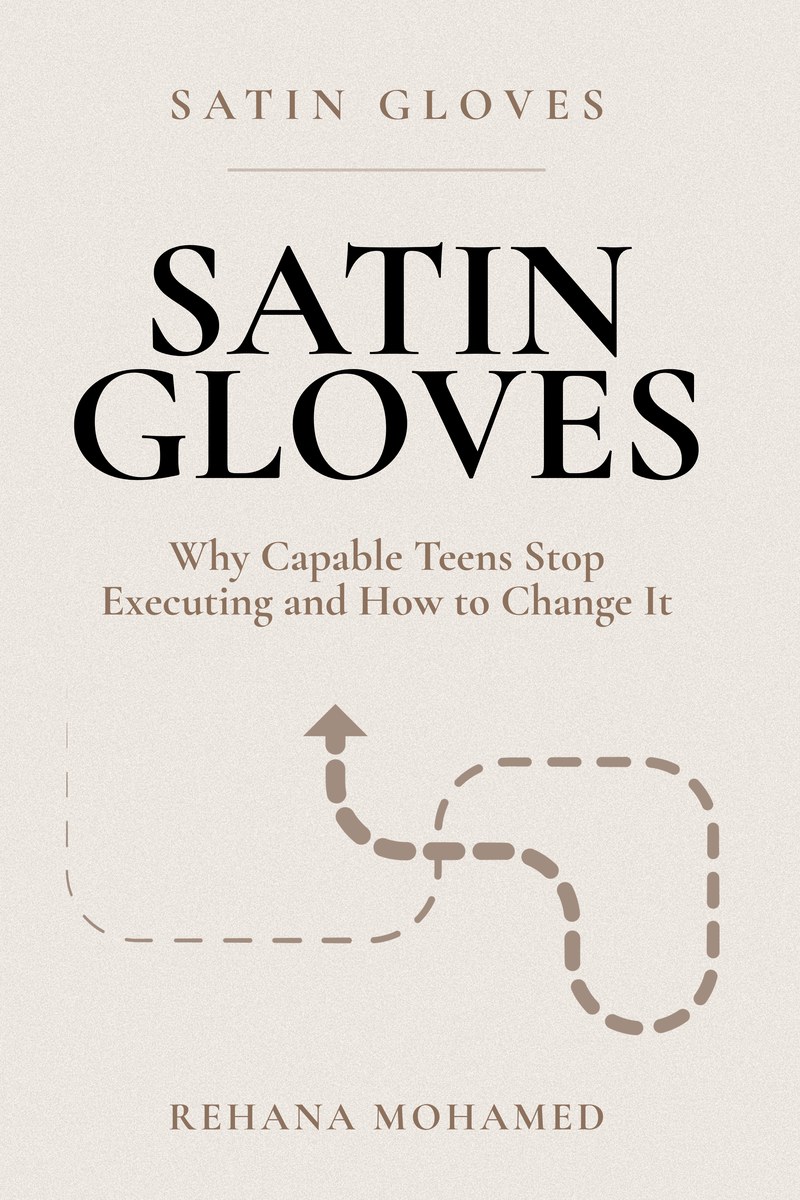 SATIN GLOVES
SATIN
GLOVES
Why Capable Teens Stop
Executing and How to Change It
REHANA MOHAMED